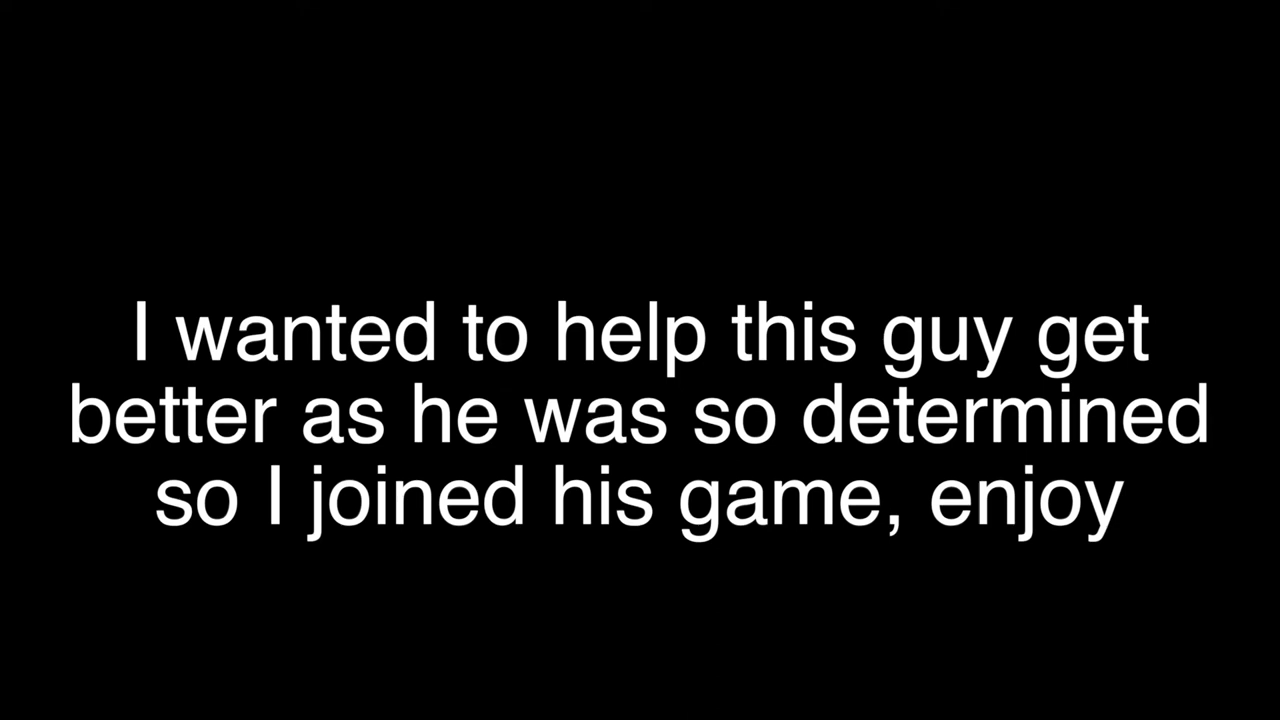 I wanted to help this guy get
better as he was so determined
so I joined his game, enjoy